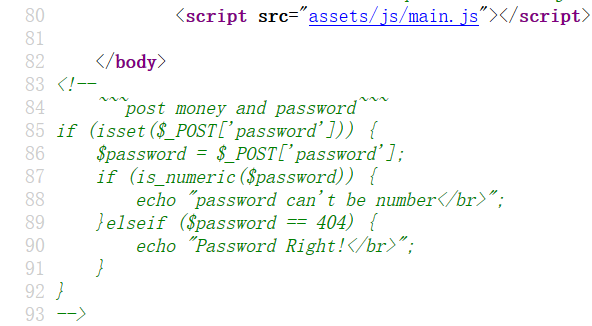 80 <script src="assets/js/main.js"></script>
81
82 </body>
83 <!--
84 ~~~post money and password~~~
85 if (isset($_POST['password'])) {
86 $password = $_POST['password'];
87 if (is_numeric($password)) {
88 echo "password can't be number</br>";
89 }elseif ($password == 404) {
90 echo "Password Right!</br>";
91 }
92 }
93 -->